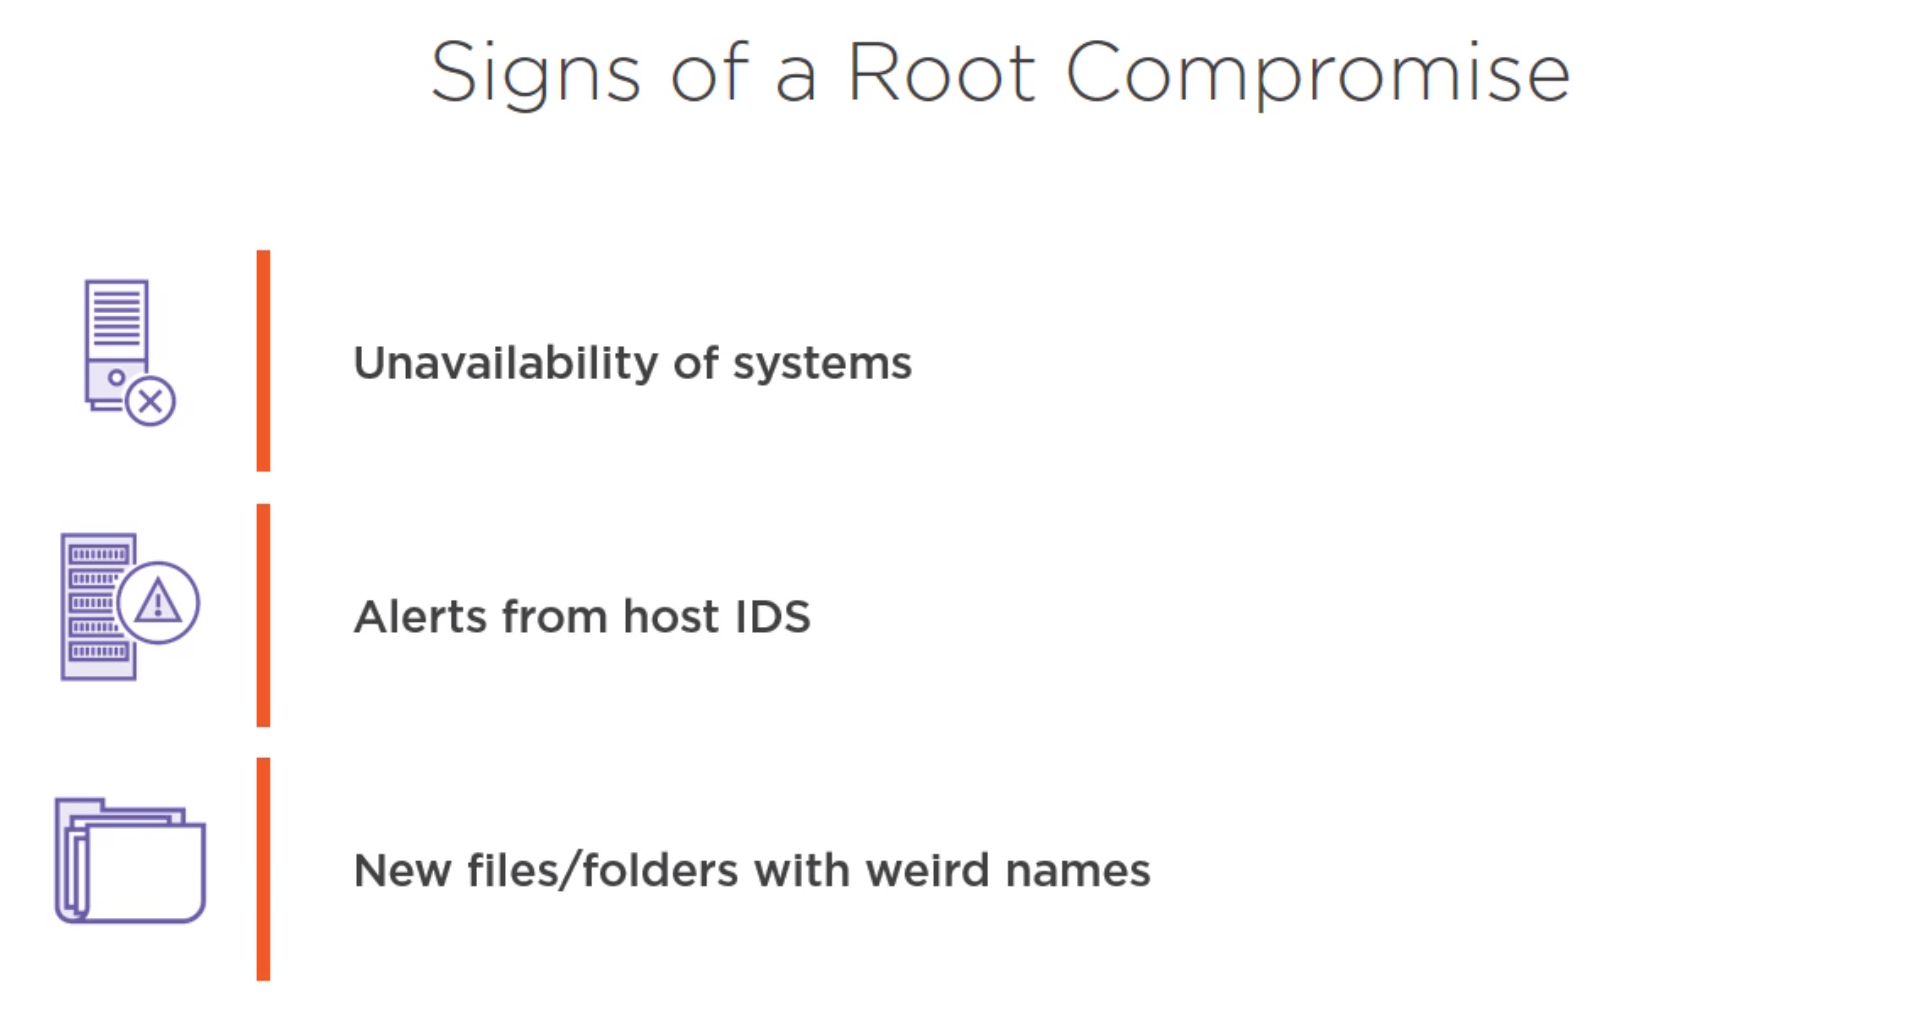 Signs of a Root Compromise
Unavailability of systems
Alerts from host IDS
New files/folders with weird names